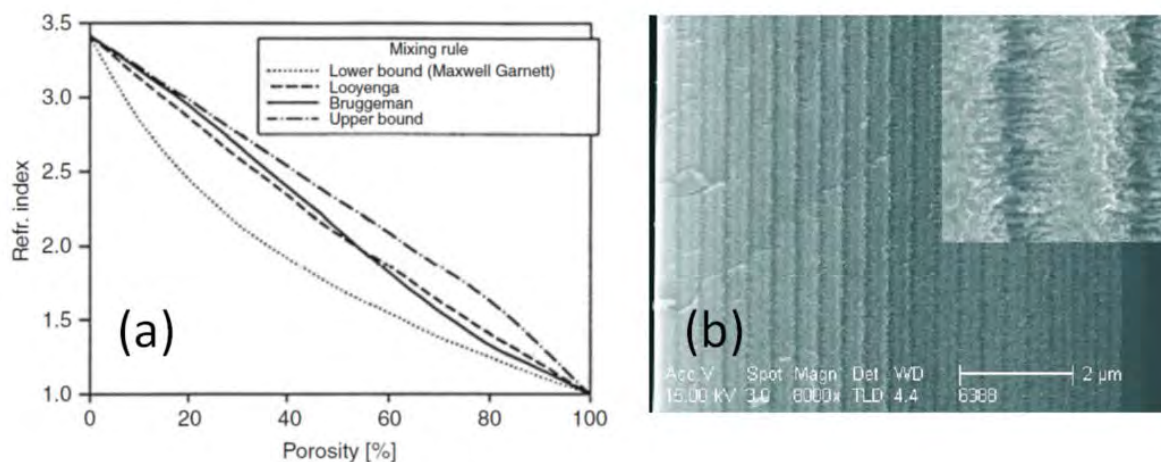 3.5
3.0
2.5
2.0
1.5
1.0
Refr. index
0
20
40
60
80
100
Porosity [%]
Mixing rule
Lower bound (Maxwell Garnett)
Looyenga
Bruggeman
Upper bound
(a)
(b)
Acc V Spot Magn Det WD
15.00 kV 3.0 8000x TLD 4.4 6388
2 µm